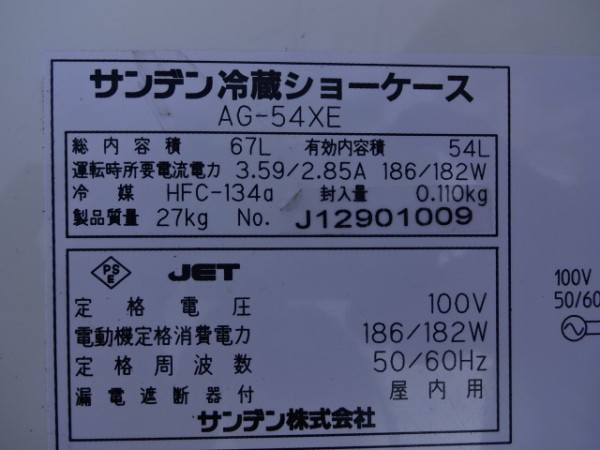 サンデン冷蔵ショーケース
AG-54XE
総内容積 67L 有効内容積 54L
運転時所要電流電力 3.59/2.85A 186/182W
冷媒 HFC-134a 封入量 0.110kg
製品質量 27kg No. J12901009
PSE JET
定格電圧 100V
電動機定格消費電力 186/182W
定格周波数 50/60Hz
漏電遮断器付 屋内用
サンデン株式会社
100V
50/60